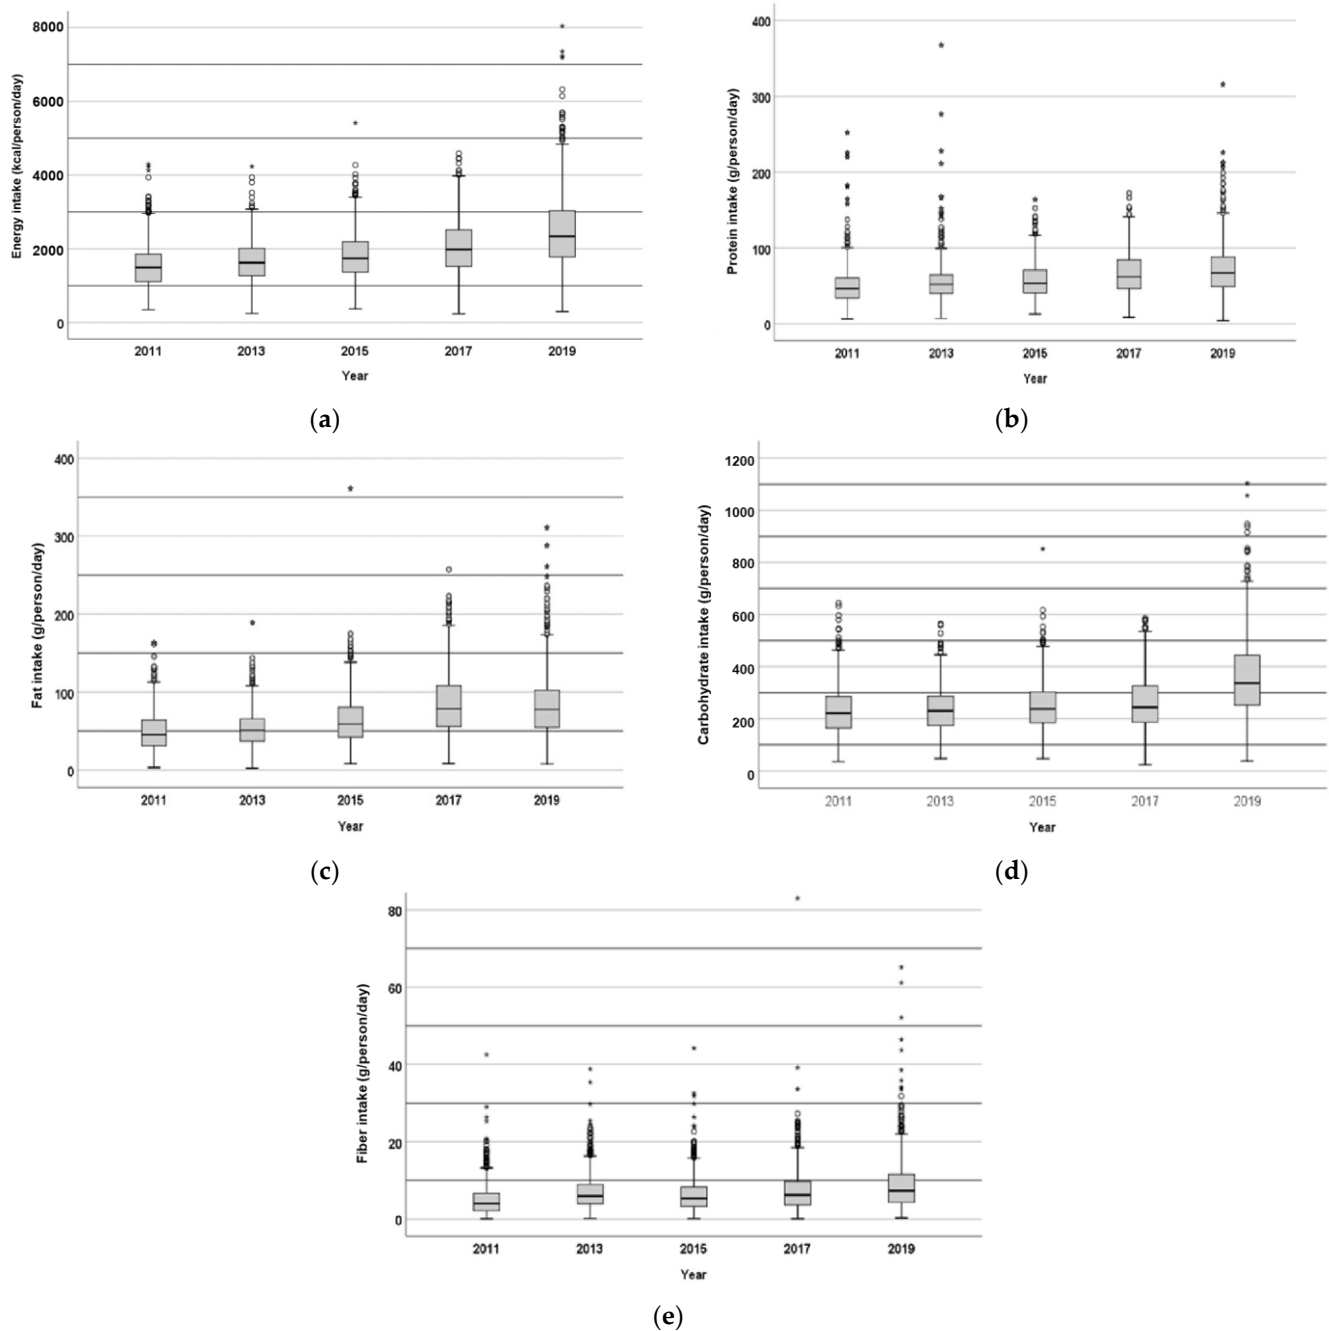 8000
6000
4000
2000
0
Energy intake (kcal/person/day)
2011 2013 2015 2017 2019
Year
(a)
400
300
200
100
0
Protein intake (g/person/day)
2011 2013 2015 2017 2019
Year
(b)
400
300
200
100
0
Fat intake (g/person/day)
2011 2013 2015 2017 2019
Year
(c)
1200
1000
800
600
400
200
0
Carbohydrate intake (g/person/day)
2011 2013 2015 2017 2019
Year
(d)
80
60
40
20
0
Fiber intake (g/person/day)
2011 2013 2015 2017 2019
Year
(e)